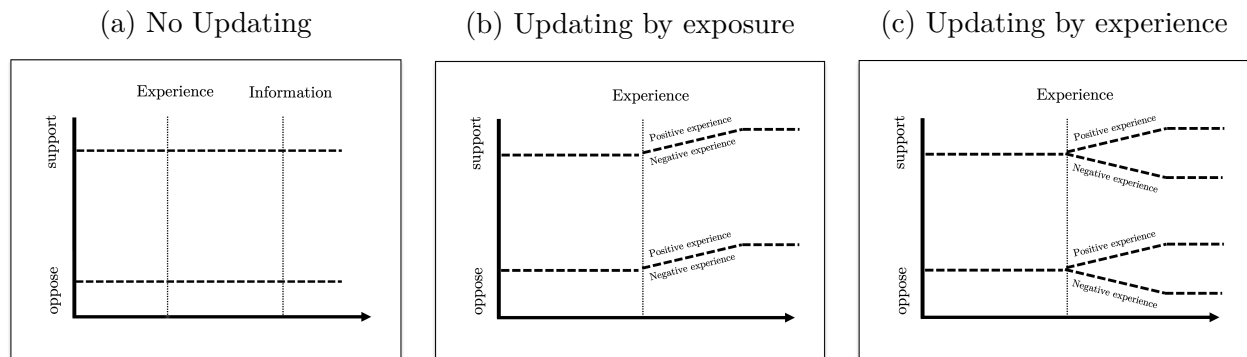 (a) No Updating
Experience
Information
support
oppose
(b) Updating by exposure
Experience
support
Positive experience
Negative experience
oppose
Positive experience
Negative experience
(c) Updating by experience
Experience
support
Positive experience
Negative experience
oppose
Positive experience
Negative experience